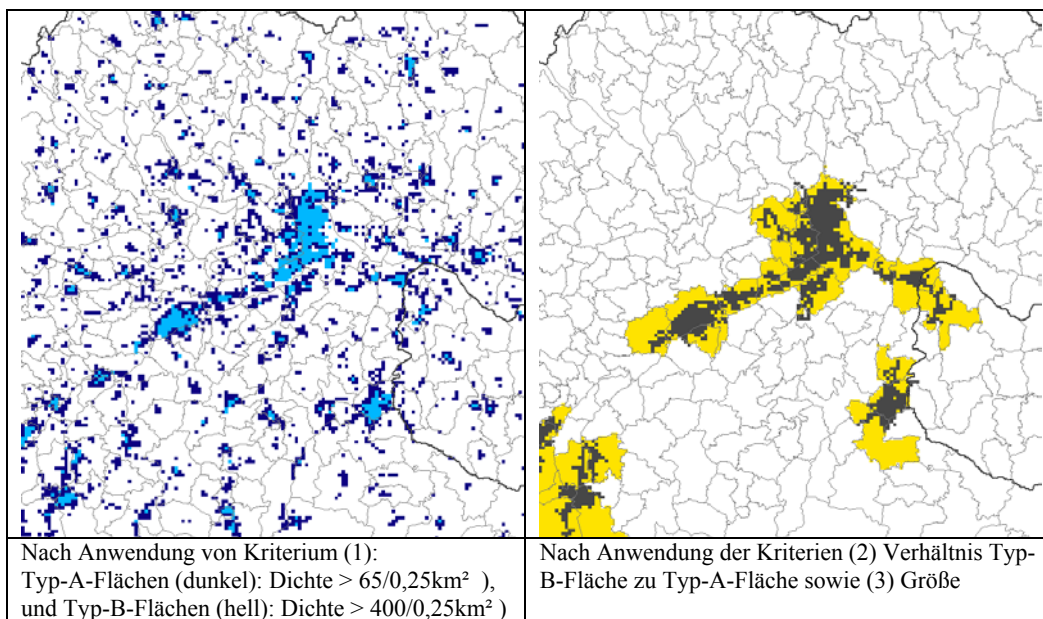 Nach Anwendung von Kriterium (1):
Typ-A-Flächen (dunkel): Dichte > 65/0,25km² ),
und Typ-B-Flächen (hell): Dichte > 400/0,25km² )
Nach Anwendung der Kriterien (2) Verhältnis Typ-
B-Fläche zu Typ-A-Fläche sowie (3) Größe